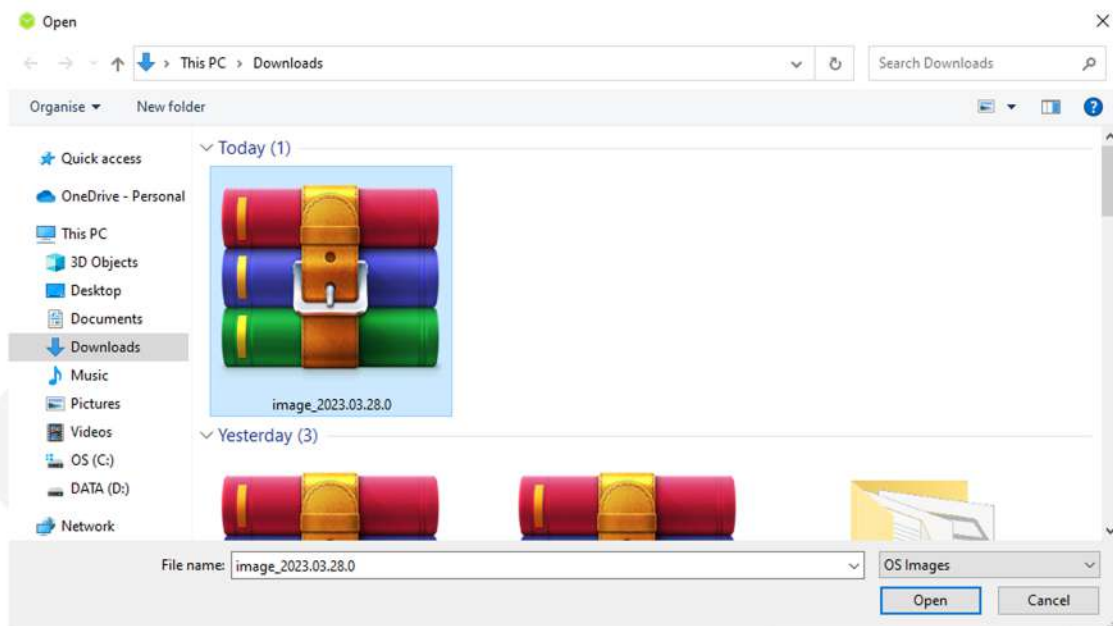 Open
This PC > Downloads
Search Downloads
Organise
New folder
Quick access
OneDrive - Personal
This PC
3D Objects
Desktop
Documents
Downloads
Music
Pictures
Videos
OS (C:)
DATA (D:)
Network
Today (1)
image_2023.03.28.0
Yesterday (3)
File name: image_2023.03.28.0
OS Images
Open
Cancel